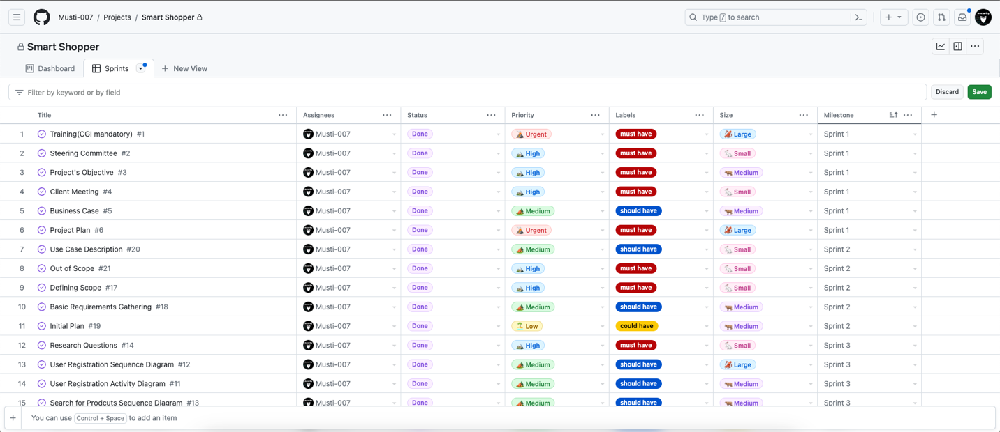 Musti-007 / Projects / Smart Shopper
Type / to search
Smart Shopper
Dashboard Sprints New View
Filter by keyword or by field Discard Save
Title Assignees Status Priority Labels Size Milestone
1 Training(CGI mandatory) #1 Musti-007 Done Urgent must have Large Sprint 1
2 Steering Committee #2 Musti-007 Done High must have Small Sprint 1
3 Project's Objective #3 Musti-007 Done High must have Medium Sprint 1
4 Client Meeting #4 Musti-007 Done High must have Small Sprint 1
5 Business Case #5 Musti-007 Done Medium should have Medium Sprint 1
6 Project Plan #6 Musti-007 Done Urgent must have Large Sprint 1
7 Use Case Description #20 Musti-007 Done Medium should have Small Sprint 2
8 Out of Scope #21 Musti-007 Done High must have Small Sprint 2
9 Defining Scope #17 Musti-007 Done High must have Small Sprint 2
10 Basic Requirements Gathering #18 Musti-007 Done Medium should have Medium Sprint 2
11 Initial Plan #19 Musti-007 Done Low could have Medium Sprint 2
12 Research Questions #14 Musti-007 Done High must have Small Sprint 3
13 User Registration Sequence Diagram #12 Musti-007 Done Medium should have Large Sprint 3
14 User Registration Activity Diagram #11 Musti-007 Done Medium should have Medium Sprint 3
15 Search for Prodcuts Sequence Diagram #13 Musti-007 Done Medium should have Medium Sprint 3
You can use Control + Space to add an item